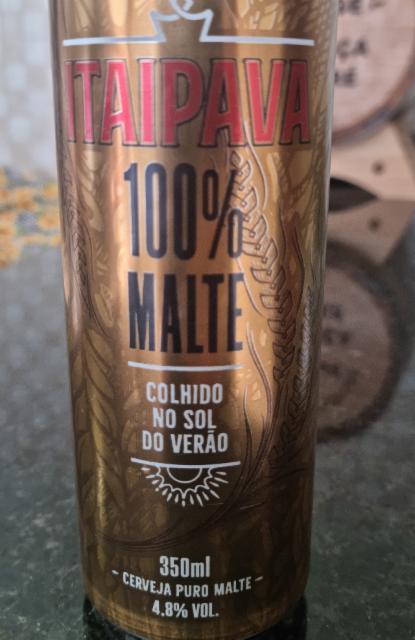 ITAIPAVA
100%
MALTE
COLHIDO
NO SOL
DO VERÃO
350ml
- CERVEJA PURO MALTE -
4.8% VOL.